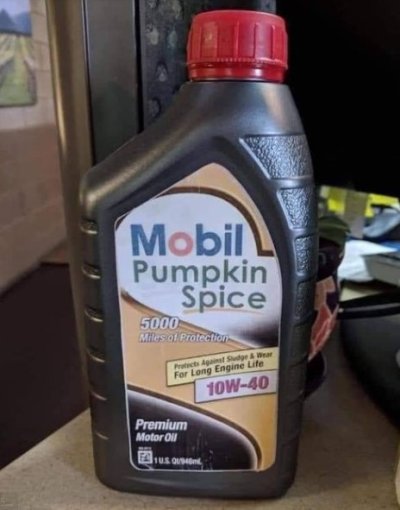 Mobil
Pumpkin
Spice
5000
Miles of Protection
Protects Against Sludge & Wear
For Long Engine Life
10W-40
Premium
Motor Oil
1 U.S. Qt/946mL